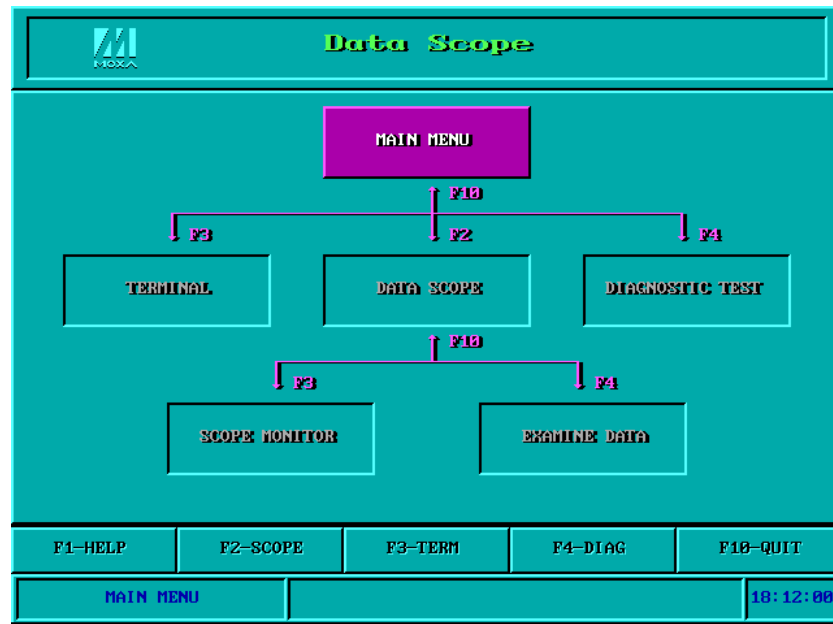 MOXA
Data Scope
MAIN MENU
F10
F3 F2 F4
TERMINAL DATA SCOPE DIAGNOSTIC TEST
F10
F3 F4
SCOPE MONITOR EXAMINE DATA
F1-HELP F2-SCOPE F3-TERM F4-DIAG F10-QUIT
MAIN MENU 18:12:00